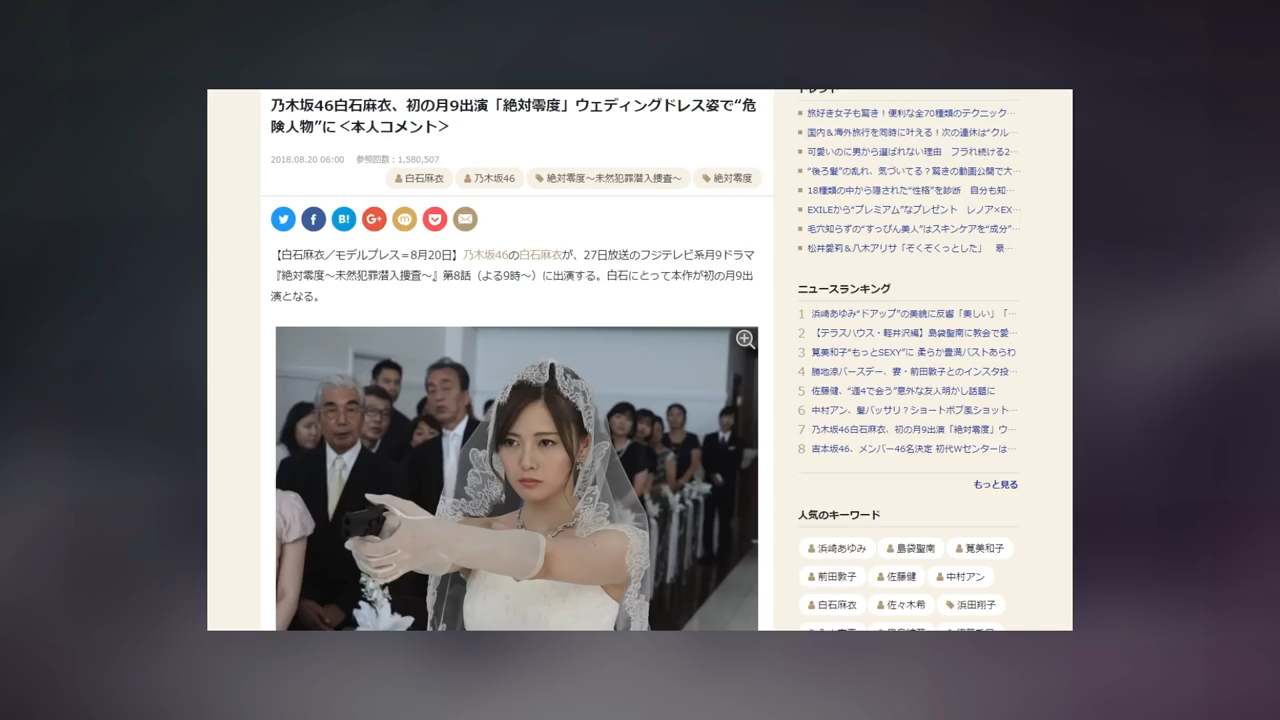 乃木坂46白石麻衣、初の月9出演「絶対零度」ウェディングドレス姿で“危
険人物”に＜本人コメント＞
2018.08.20 06:00 参照回数：1,580,507
白石麻衣 乃木坂46 絶対零度～未然犯罪潜入捜査～ 絶対零度
B!
G+
m
【白石麻衣／モデルプレス＝8月20日】乃木坂46の白石麻衣が、27日放送のフジテレビ系月9ドラマ
『絶対零度～未然犯罪潜入捜査～』第8話（よる9時～）に出演する。白石にとって本作が初の月9出
演となる。
トレンド
旅好き女子も驚き！便利な全70種類のテクニック…
国内＆海外旅行を同時に叶える！次の連休は“クル…
可愛いのに男から選ばれない理由　フラれ続ける2…
“後ろ髪”の乱れ、気づいてる？驚きの動画公開で大…
18種類の中から隠された“性格”を診断　自分も知…
EXILEから“プレミアム”なプレゼント　レノア×EX…
毛穴知らずの“すっぴん美人”はスキンケアを“成分”…
松井愛莉＆八木アリサ「ぞくぞくっとした」　豪…
ニュースランキング
1 浜崎あゆみ“ドアップ”の美貌に反響「美しい」「…
2 【テラスハウス・軽井沢編】島袋聖南に教会で愛…
3 筧美和子“もっとSEXY”に 柔らか豊満バストあらわ
4 勝地涼バースデー、妻・前田敦子とのインスタ投…
5 佐藤健、“週4で会う”意外な友人明かし話題に
6 中村アン、髪バッサリ？ショートボブ風ショット…
7 乃木坂46白石麻衣、初の月9出演「絶対零度」ウ…
8 吉本坂46、メンバー46名決定 初代Wセンターは…
もっと見る
人気のキーワード
浜崎あゆみ 島袋聖南 筧美和子
前田敦子 佐藤健 中村アン
白石麻衣 佐々木希 浜田翔子